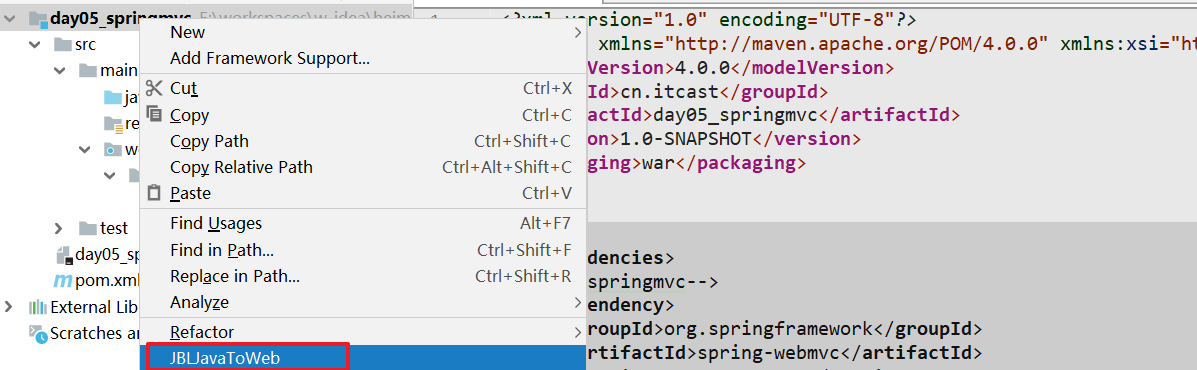 day05_springmvc E:\workspaces\w_idea\heim
src
main
test
day05_sp
pom.xml
External Lib
Scratches a
New
Add Framework Support...
Cut Ctrl+X
Copy Ctrl+C
Copy Path Ctrl+Shift+C
Copy Relative Path Ctrl+Alt+Shift+C
Paste Ctrl+V
Find Usages Alt+F7
Find in Path... Ctrl+Shift+F
Replace in Path... Ctrl+Shift+R
Analyze
Refactor
JBLJavaToWeb
<?xml version="1.0" encoding="UTF-8"?>
xmlns="http://maven.apache.org/POM/4.0.0" xmlns:xsi="ht
Version>4.0.0</modelVersion>
Id>cn.itcast</groupId>
actId>day05_springmvc</artifactId>
on>1.0-SNAPSHOT</version>
ging>war</packaging>
dencies>
springmvc-->
endency>
roupId>org.springframework</groupId>
rtifactId>spring-webmvc</artifactId>